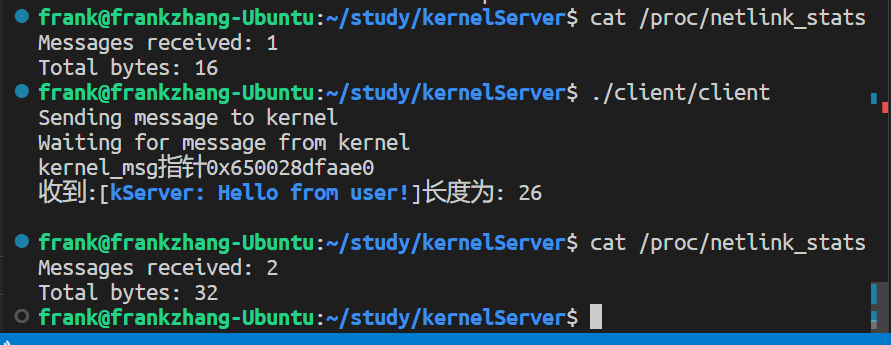 frank@frankzhang-Ubuntu:~/study/kernelServer$ cat /proc/netlink_stats
Messages received: 1
Total bytes: 16
frank@frankzhang-Ubuntu:~/study/kernelServer$ ./client/client
Sending message to kernel
Waiting for message from kernel
kernel_msg指针0x650028dfaae0
收到:[kServer: Hello from user!]长度为: 26
frank@frankzhang-Ubuntu:~/study/kernelServer$ cat /proc/netlink_stats
Messages received: 2
Total bytes: 32
frank@frankzhang-Ubuntu:~/study/kernelServer$